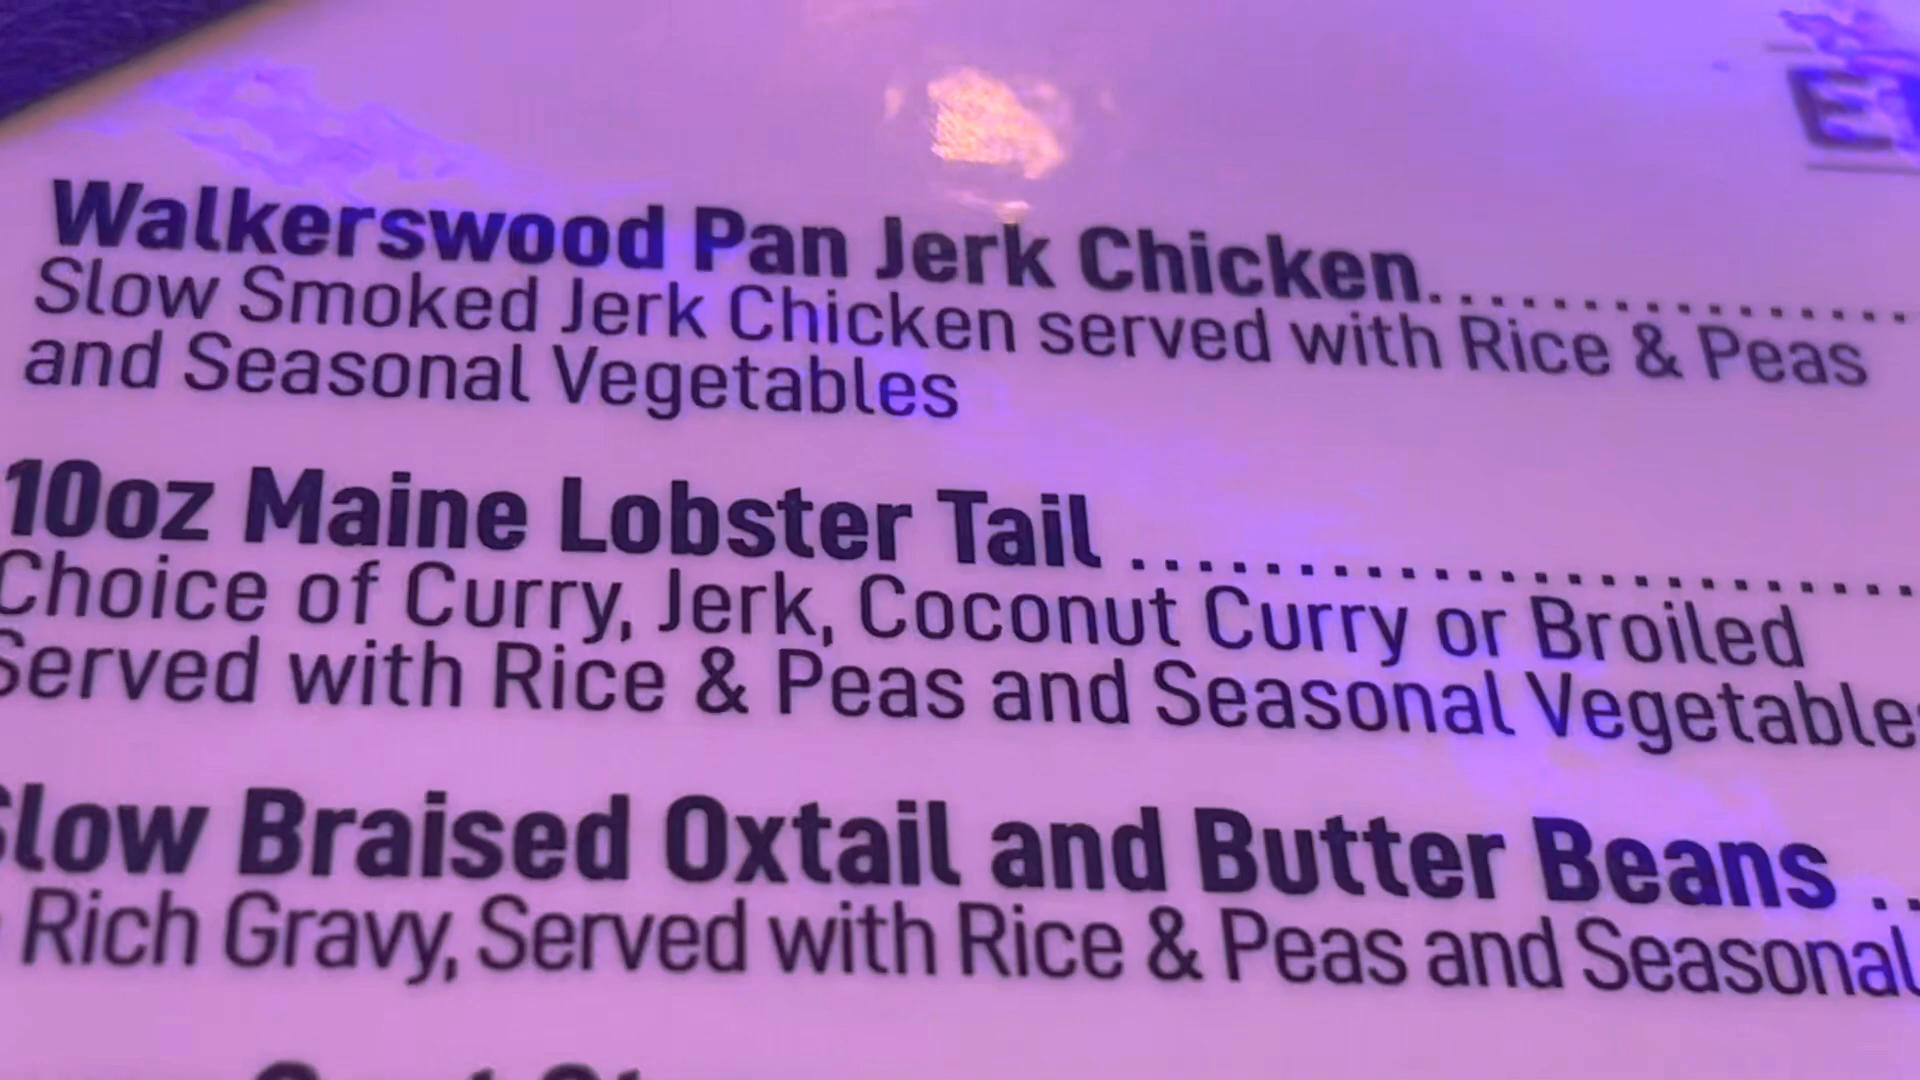 Walkerswood Pan Jerk Chicken................
Slow Smoked Jerk Chicken served with Rice & Peas
and Seasonal Vegetables
10oz Maine Lobster Tail .......................
Choice of Curry, Jerk, Coconut Curry or Broiled
Served with Rice & Peas and Seasonal Vegetables
Slow Braised Oxtail and Butter Beans ..
Rich Gravy, Served with Rice & Peas and Seasonal